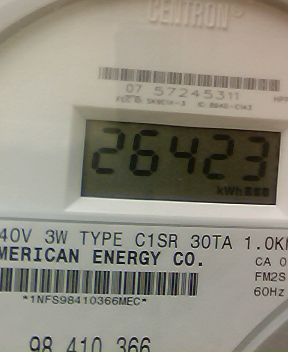 CENTRON®
07 57245311
26423
kWh
40V 3W TYPE C1SR 30TA 1.0
MERICAN ENERGY CO.
CA 0
FM2S
60Hz
*1NFS98410366MEC*
98 410 366